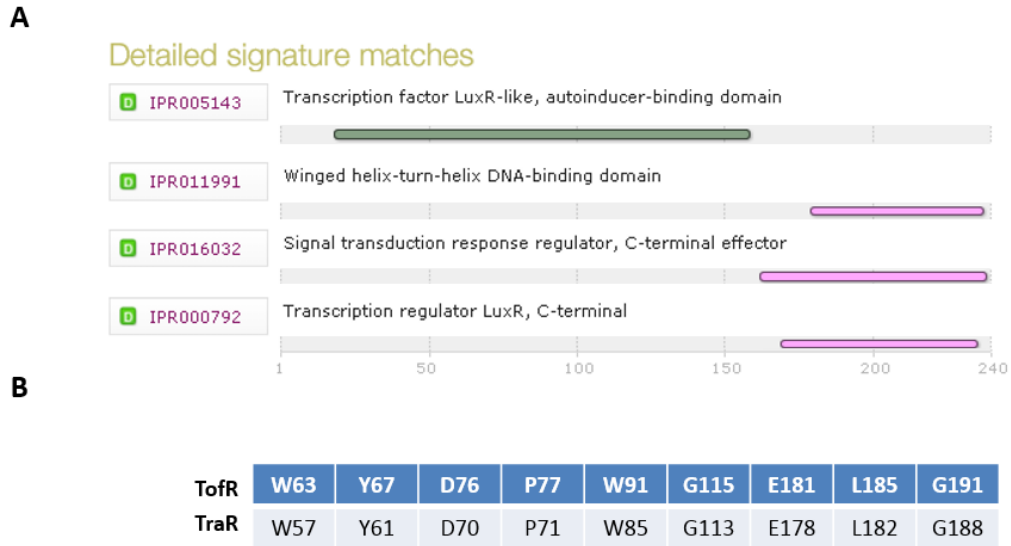 A
Detailed signature matches
D IPR005143 Transcription factor LuxR-like, autoinducer-binding domain
D IPR011991 Winged helix-turn-helix DNA-binding domain
D IPR016032 Signal transduction response regulator, C-terminal effector
D IPR000792 Transcription regulator LuxR, C-terminal
1 50 100 150 200 240
B
TofR W63 Y67 D76 P77 W91 G115 E181 L185 G191
TraR W57 Y61 D70 P71 W85 G113 E178 L182 G188